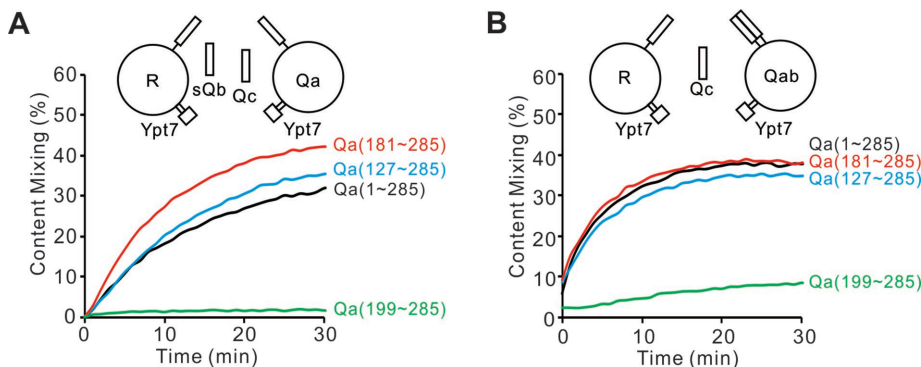 A
R
sQb
Qc
Qa
Ypt7
Ypt7
Content Mixing (%)
60
50
40
30
20
10
0
Qa(181~285)
Qa(127~285)
Qa(1~285)
Qa(199~285)
0
10
20
30
Time (min)
B
R
Qc
Qab
Ypt7
Ypt7
Content Mixing (%)
60
50
40
30
20
10
0
Qa(1~285)
Qa(181~285)
Qa(127~285)
Qa(199~285)
0
10
20
30
Time (min)